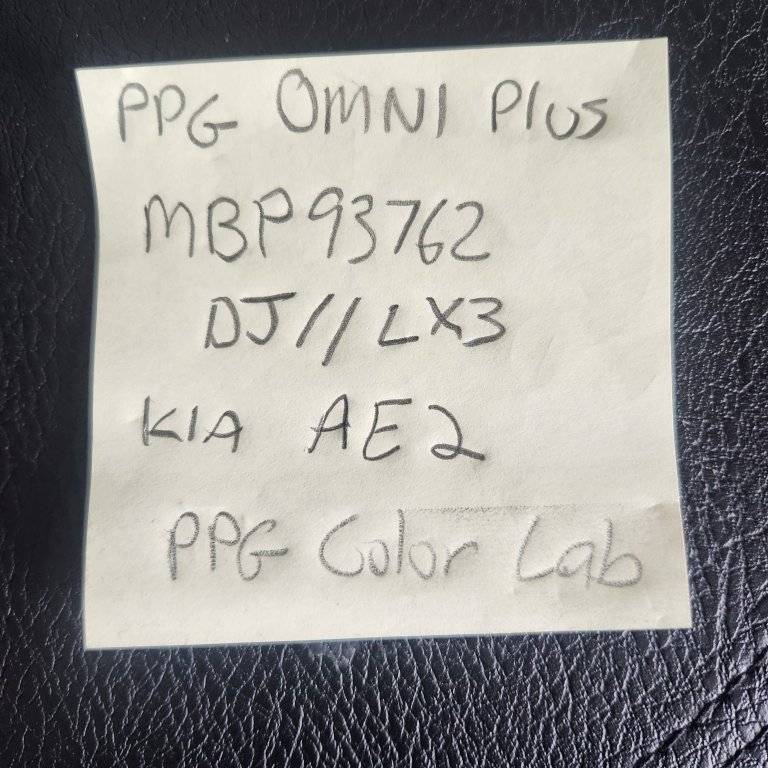 PPG OMNI Plus
MBP93762
DJ//LX3
KIA AE2
PPG Color Lab